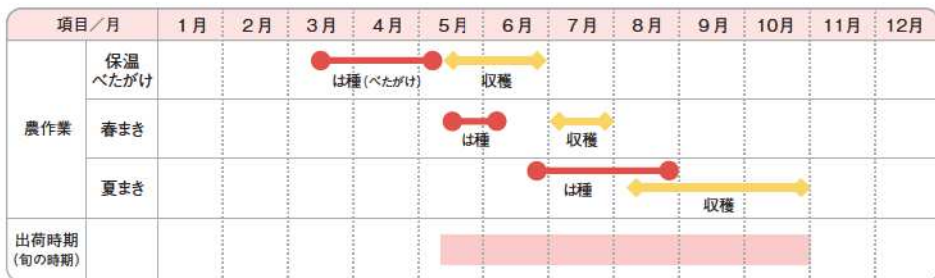 項目／月
1月
2月
3月
4月
5月
6月
7月
8月
9月
10月
11月
12月
農作業
保温
べたがけ
は種(べたがけ)
収穫
春まき
は種
収穫
夏まき
は種
収穫
出荷時期
(旬の時期)